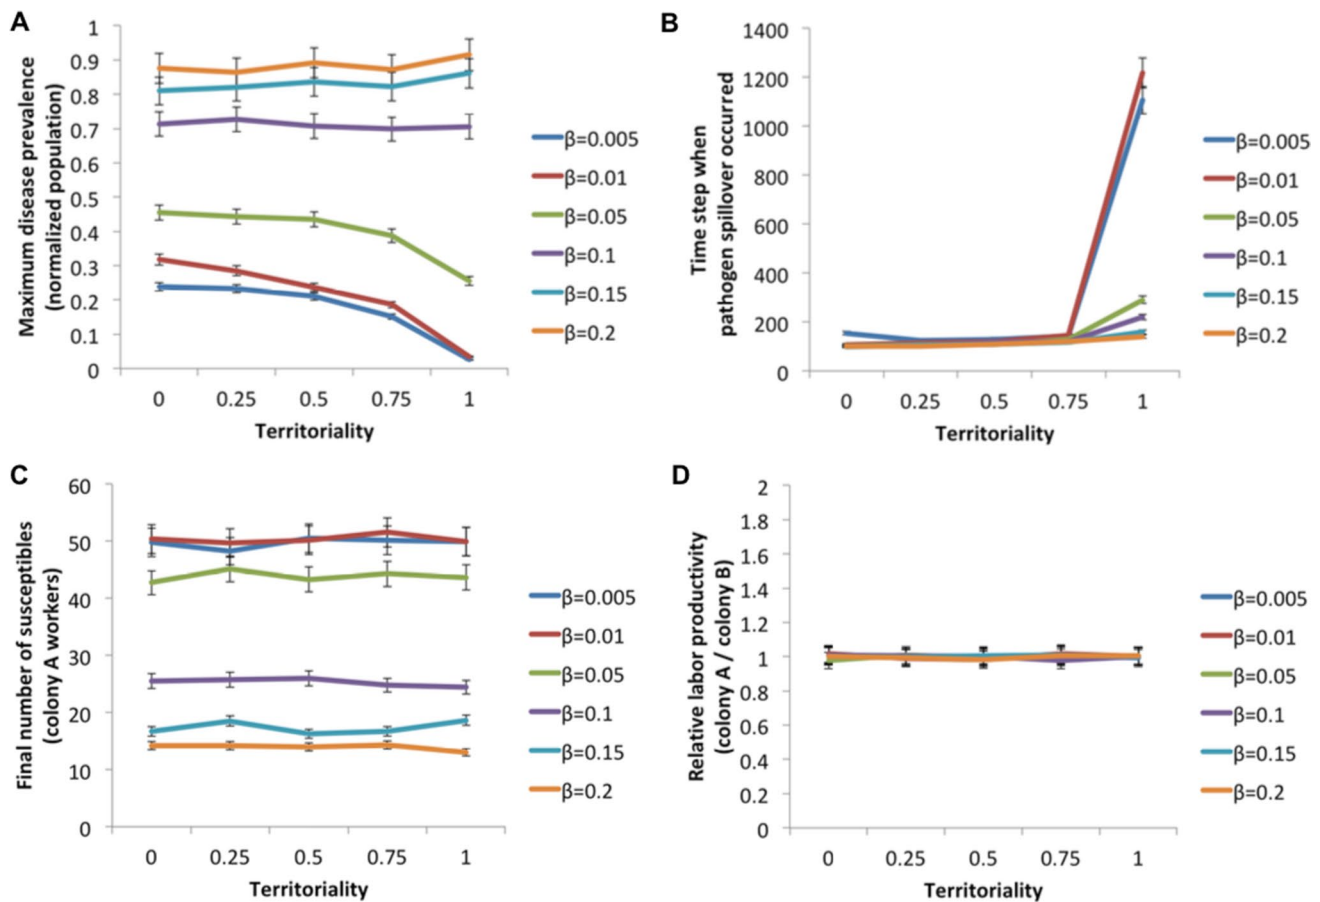 A
Maximum disease prevalence
(normalized population)
1
0.9
0.8
0.7
0.6
0.5
0.4
0.3
0.2
0.1
0
0 0.25 0.5 0.75 1
Territoriality
β=0.005
β=0.01
β=0.05
β=0.1
β=0.15
β=0.2
B
Time step when
pathogen spillover occurred
1400
1200
1000
800
600
400
200
0
0 0.25 0.5 0.75 1
Territoriality
β=0.005
β=0.01
β=0.05
β=0.1
β=0.15
β=0.2
C
Final number of susceptibles
(colony A workers)
60
50
40
30
20
10
0
0 0.25 0.5 0.75 1
Territoriality
β=0.005
β=0.01
β=0.05
β=0.1
β=0.15
β=0.2
D
Relative labor productivity
(colony A / colony B)
2
1.8
1.6
1.4
1.2
1
0.8
0.6
0.4
0.2
0
0 0.25 0.5 0.75 1
Territoriality
β=0.005
β=0.01
β=0.05
β=0.1
β=0.15
β=0.2